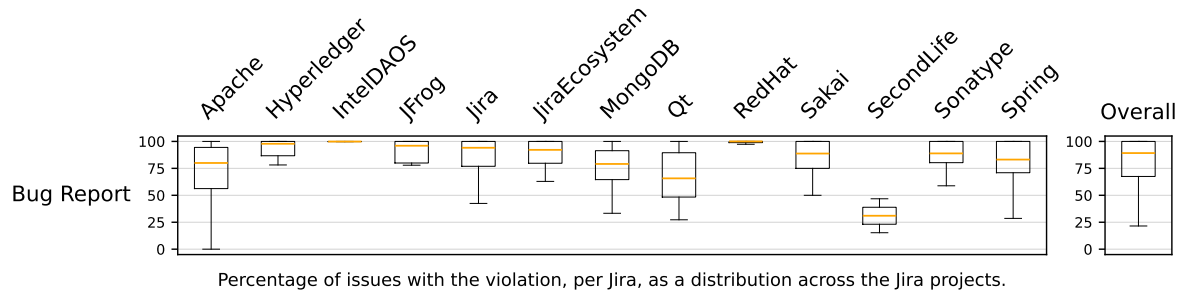 Apache Hyperledger IntelDAOS JFrog Jira JiraEcosystem MongoDB Qt RedHat Sakai SecondLife Sonatype Spring Overall
100 100
75 75
Bug Report 50 50
25 25
0 0
Percentage of issues with the violation, per Jira, as a distribution across the Jira projects.